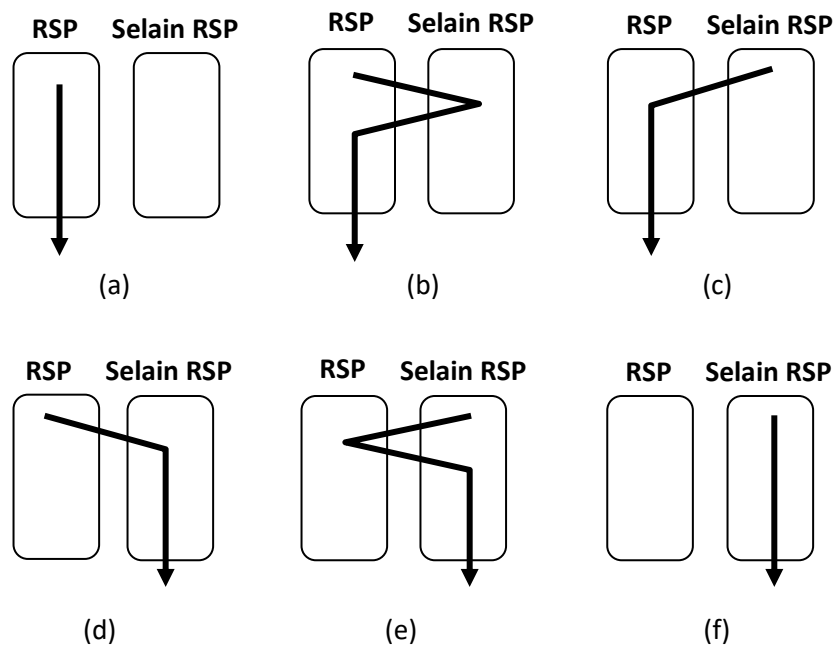 RSP Selain RSP RSP Selain RSP RSP Selain RSP
(a) (b) (c)
RSP Selain RSP RSP Selain RSP RSP Selain RSP
(d) (e) (f)